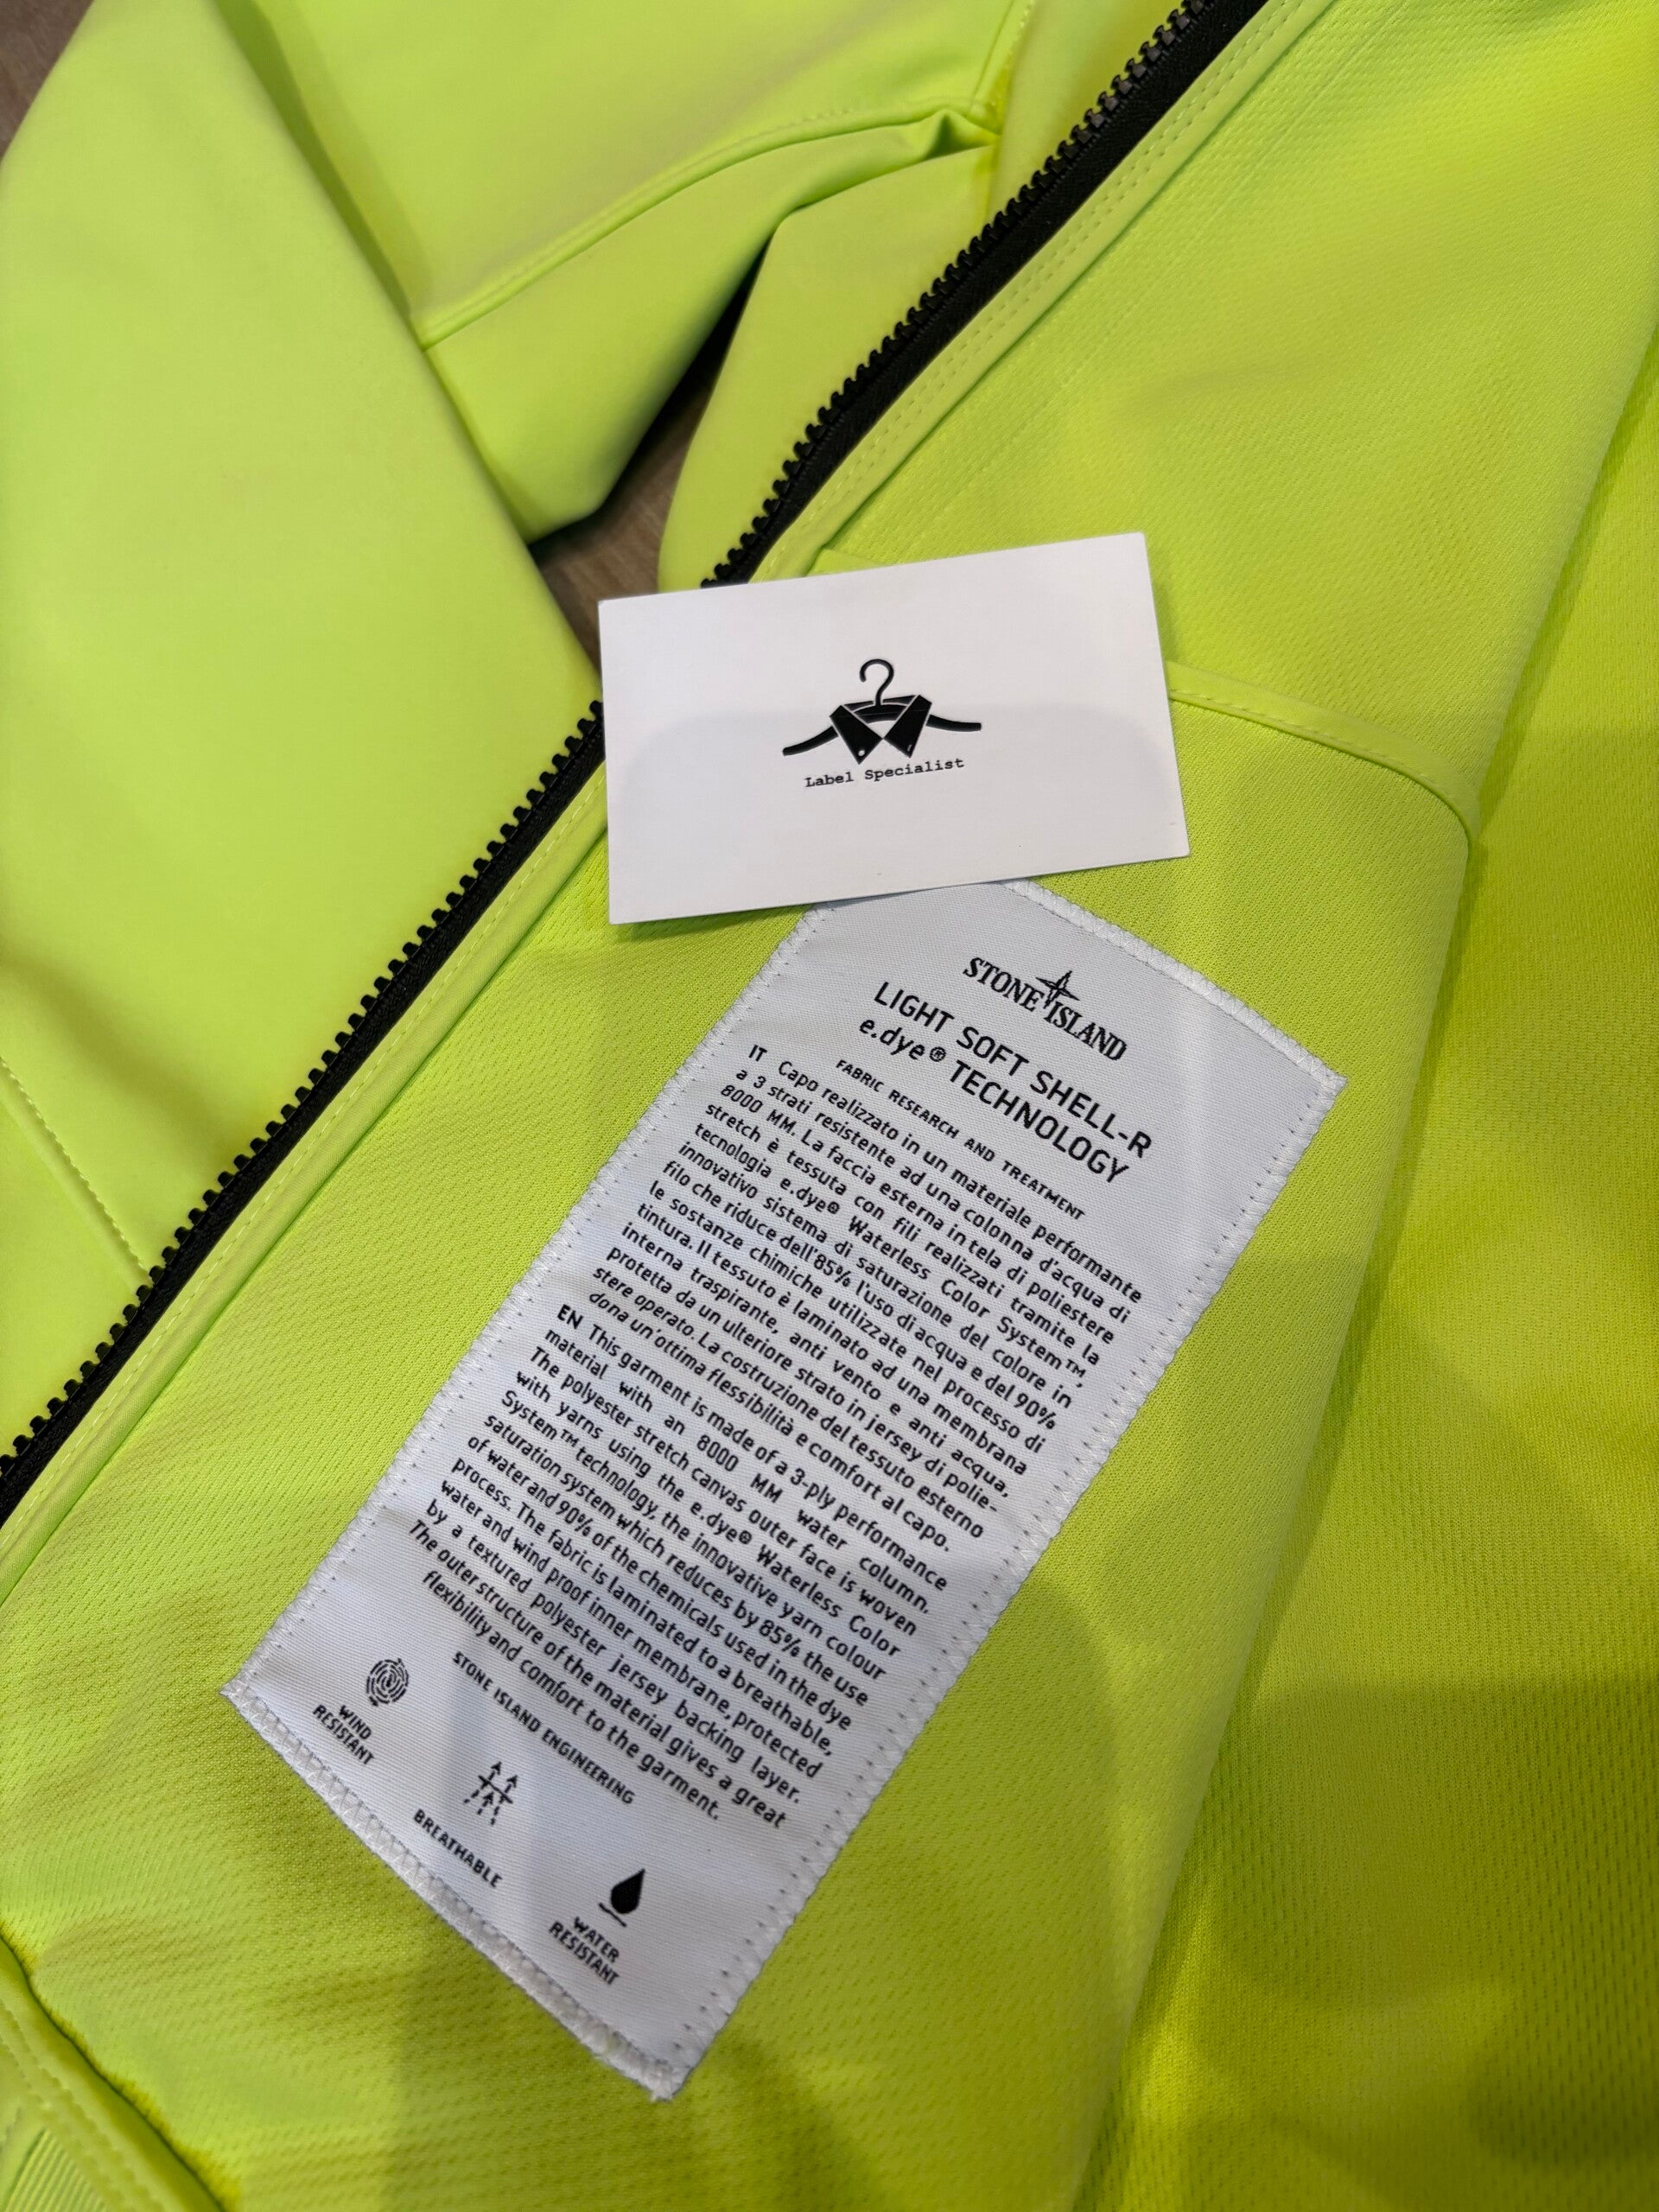 Label Specialist
STONE ISLAND
LIGHT SOFT SHELL-R
e.dye® TECHNOLOGY
FABRIC RESEARCH AND TREATMENT
IT Capo realizzato in un materiale performante
a 3 strati resistente ad una colonna d'acqua di
8000 MM. La faccia esterna in tela di poliestere
stretch è tessuta con fili realizzati tramite la
tecnologia e.dye® Waterless Color System™,
innovativo sistema di saturazione del colore in
filo che riduce dell'85% l'uso di acqua e del 90%
le sostanze chimiche utilizzate nel processo di
tintura. Il tessuto è laminato ad una membrana
interna traspirante, anti vento e anti acqua,
protetta da un ulteriore strato in jersey di polie-
stere operato. La costruzione del tessuto esterno
dona un'ottima flessibilità e comfort al capo.
EN This garment is made of a 3-ply performance
material with an 8000 MM water column.
The polyester stretch canvas outer face is woven
with yarns using the e.dye® Waterless Color
System™ technology, the innovative yarn colour
saturation system which reduces by 85% the use
of water and 90% of the chemicals used in the dye
process. The fabric is laminated to a breathable,
water and wind proof inner membrane, protected
by a textured polyester jersey backing layer.
The outer structure of the material gives a great
flexibility and comfort to the garment.
STONE ISLAND ENGINEERING
WIND
RESISTANT
BREATHABLE
WATER
RESISTANT